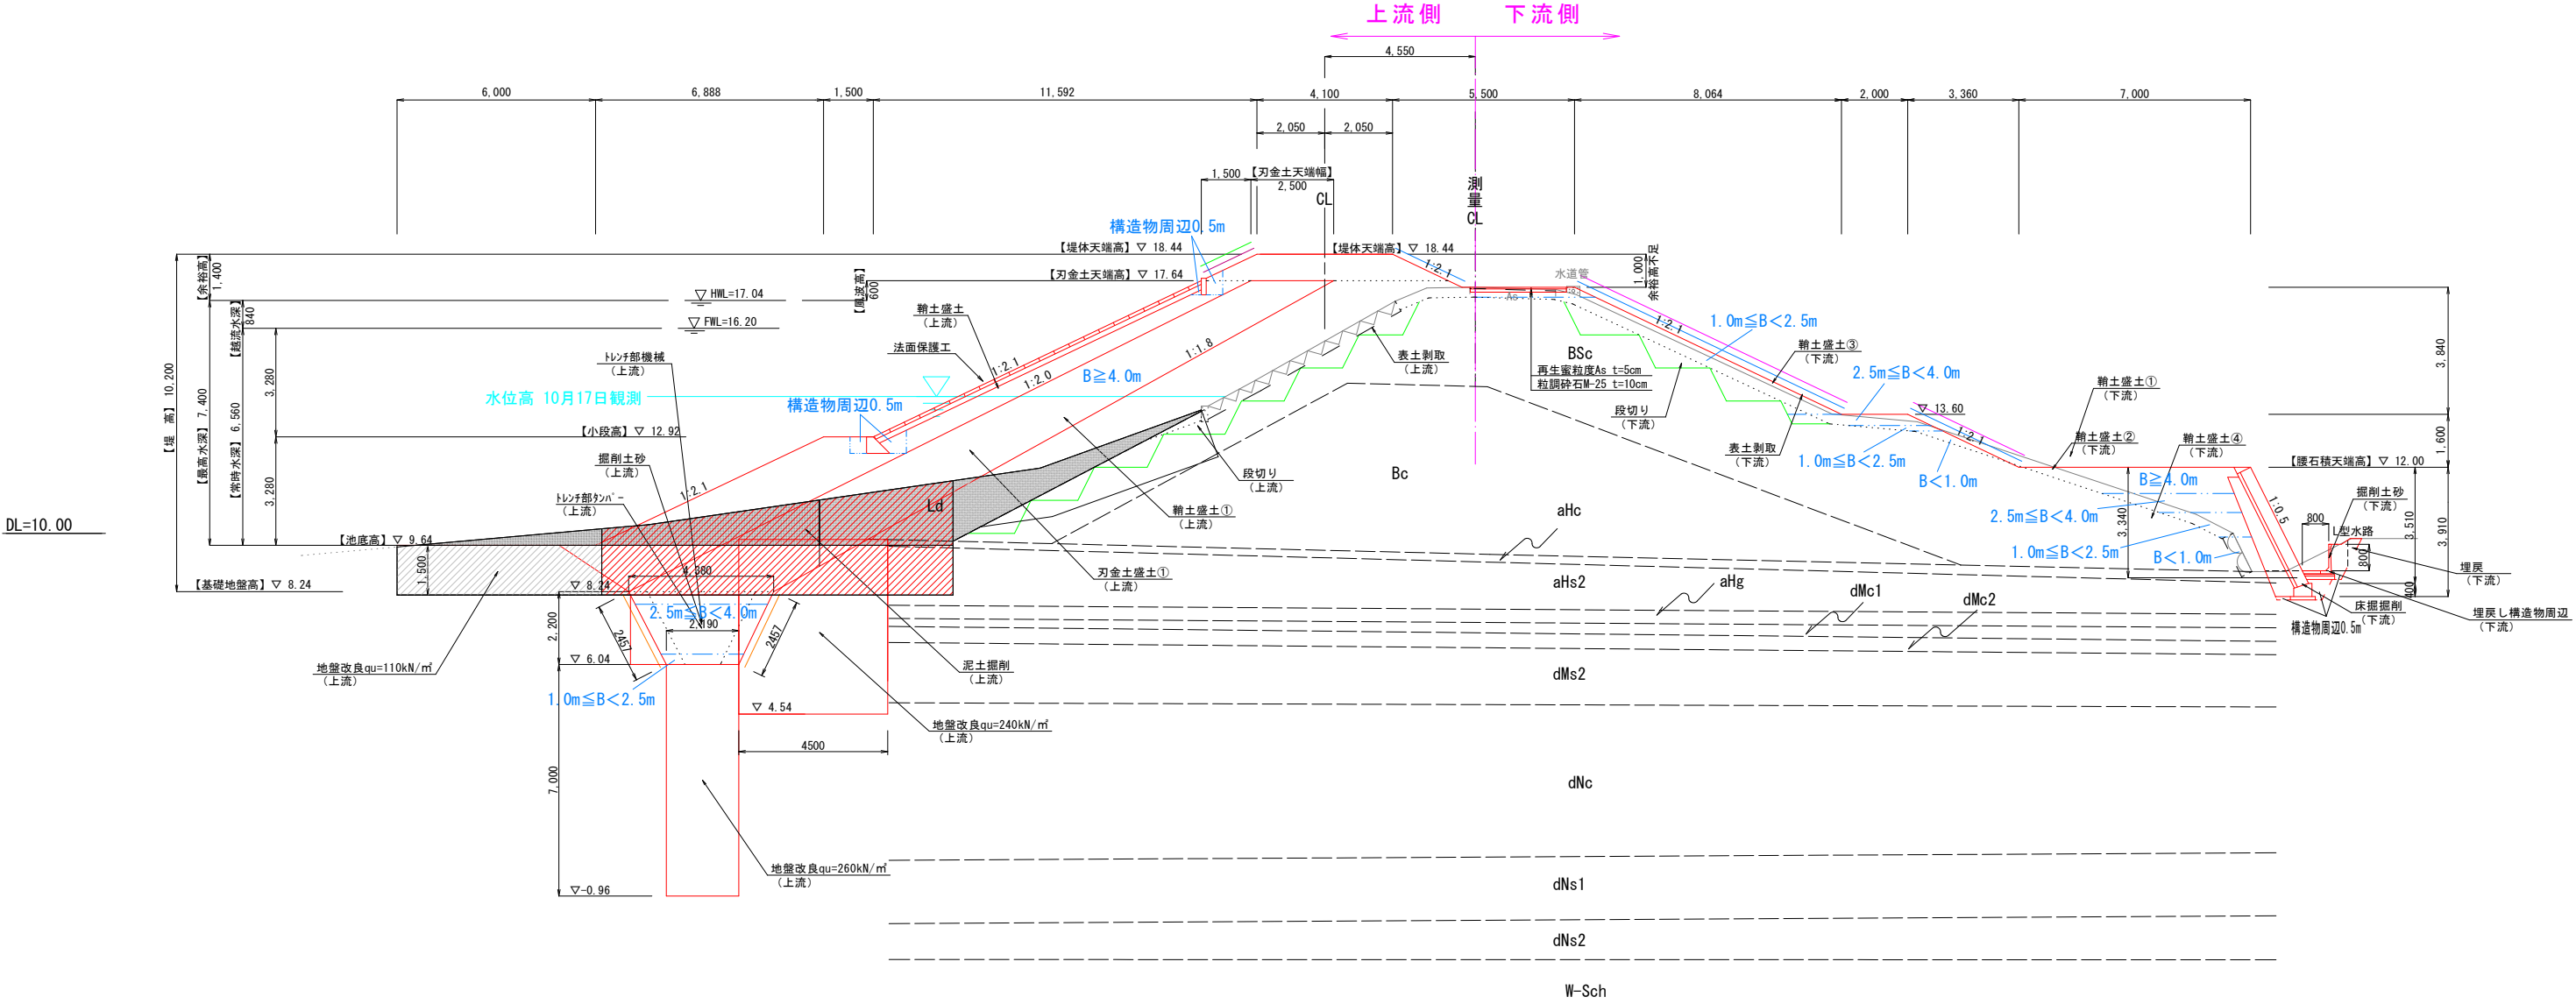 上流側 下流側
4,550
6,000 6,888 1,500 11,592 4,100 5,500 8,064 2,000 3,360 7,000
2,050 2,050
1,500 【刃金土天端幅】
2,500
CL
測量CL
構造物周辺0.5m
【堤体天端高】▽ 18.44 【堤体天端高】▽ 18.44
【刃金土天端高】▽ 17.64
【余裕高】
1,400
【風波高】
600
1,000
余裕高不足
水道管
As
1:2.1
▽ HWL=17.04
▽ FWL=16.20
【越流水深】
840
【堤 高】 10,200
【最高水深】 7,400
【常時水深】 6,560
3,280
3,280
鞘土盛土
(上流)
法面保護工
トレンチ部機械
(上流)
1:2.1
1:2.0
1:1.8
B≧4.0m
表土剥取
(上流)
BSc
再生蜜粒度As t=5cm
粒調砕石M-25 t=10cm
1:2.1
1.0m≦B<2.5m
鞘土盛土③
(下流)
2.5m≦B<4.0m
鞘土盛土①
(下流)
3,840
水位高 10月17日観測
構造物周辺0.5m
段切り
(下流)
▽ 13.60
1,600
【小段高】▽ 12.92
1:2.1
鞘土盛土②
(下流)
鞘土盛土④
(下流)
表土剥取
(下流)
1.0m≦B<2.5m
B<1.0m
【腰石積天端高】▽ 12.00
掘削土砂
(上流)
段切り
(上流)
Bc
B≧4.0m
トレンチ部タンパー
(上流)
1:2.1
Ld
鞘土盛土①
(上流)
aHc
2.5m≦B<4.0m
3,340
1:0.5
800
掘削土砂
(下流)
3,510
3,910
L型水路
800
DL=10.00
【池底高】▽ 9.64
1,500
1.0m≦B<2.5m
B<1.0m
埋戻
(下流)
【基礎地盤高】▽ 8.24
▽ 8.24
4,380
刃金土盛土①
(上流)
aHs2
aHg
dMc1
dMc2
400
床掘掘削
(下流)
埋戻し構造物周辺
(下流)
構造物周辺0.5m
2.5m≦B<4.0m
2,190
2,200
2457
2457
▽ 6.04
地盤改良qu=110kN/㎡
(上流)
泥土掘削
(上流)
dMs2
1.0m≦B<2.5m
▽ 4.54
地盤改良qu=240kN/㎡
(上流)
4500
7,000
dNc
地盤改良qu=260kN/㎡
(上流)
▽-0.96
dNs1
dNs2
W-Sch